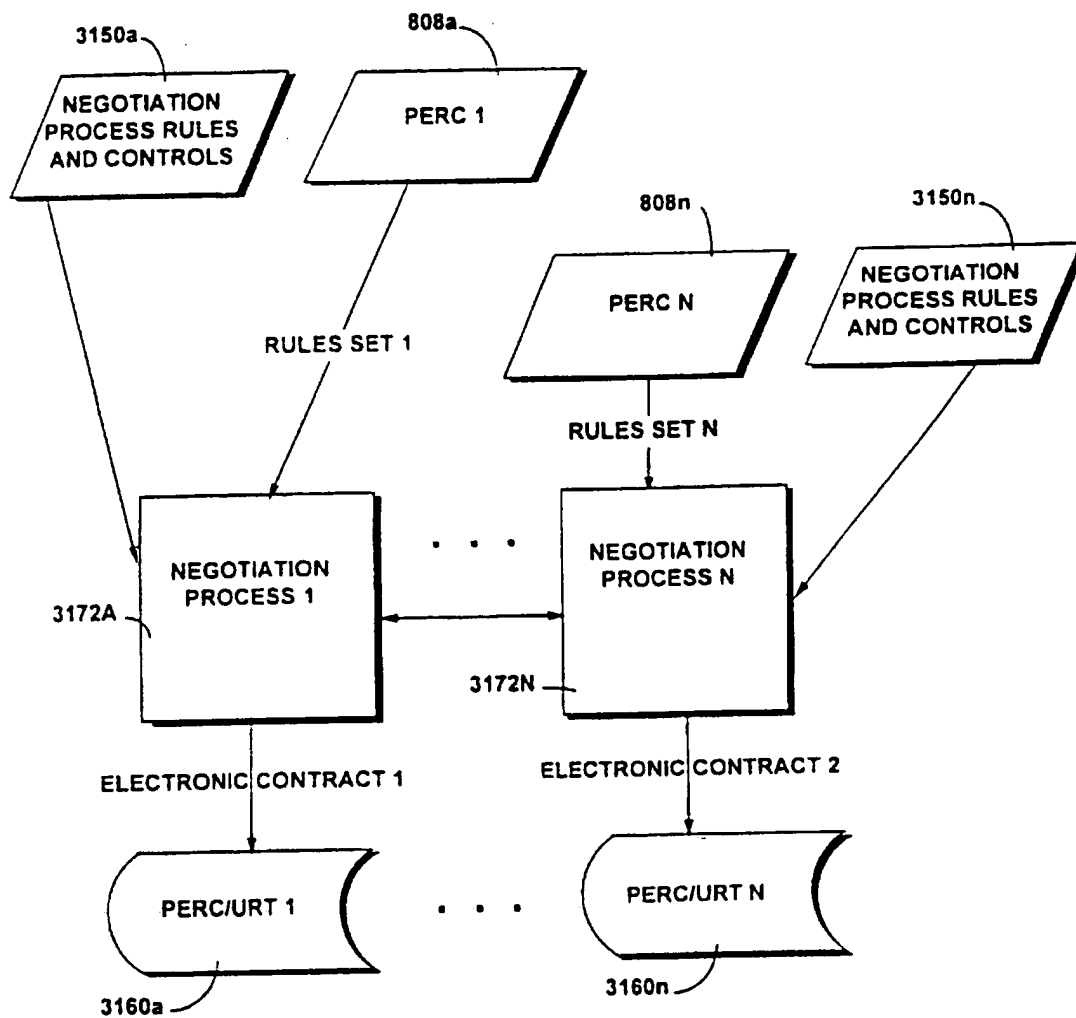 3150a
808a
NEGOTIATION
PROCESS RULES
AND CONTROLS
PERC 1
808n
3150n
PERC N
NEGOTIATION
PROCESS RULES
AND CONTROLS
RULES SET 1
RULES SET N
NEGOTIATION
PROCESS 1
. . .
NEGOTIATION
PROCESS N
3172A
3172N
ELECTRONIC CONTRACT 1
ELECTRONIC CONTRACT 2
PERC/URT 1
. . .
PERC/URT N
3160a
3160n